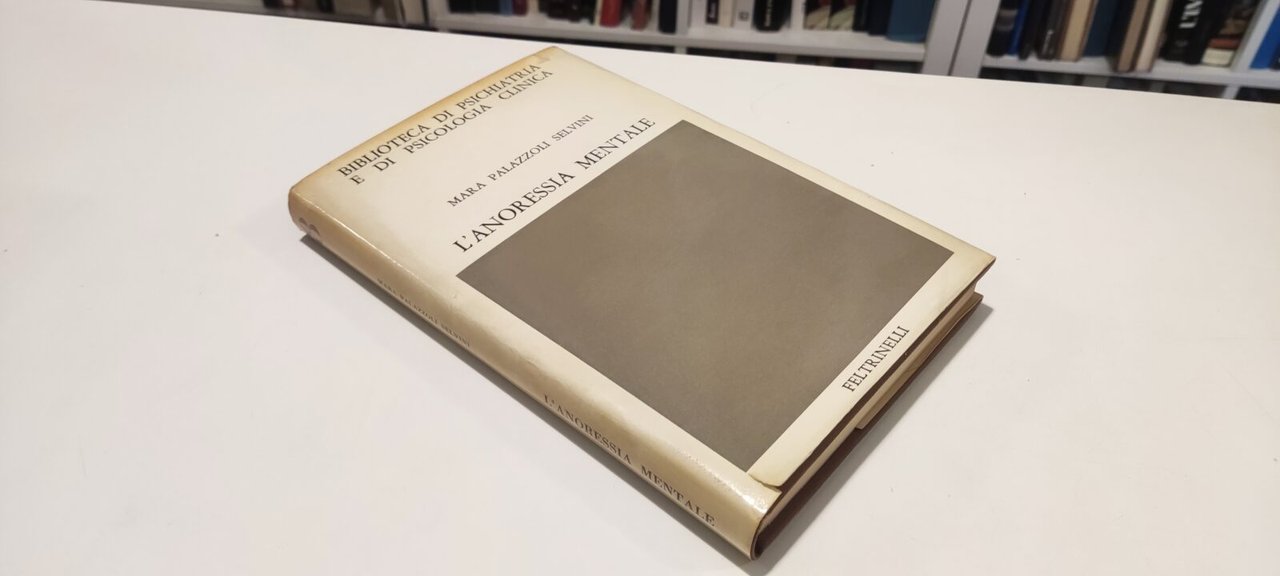 BIBLIOTECA DI PSICHIATRIA
E DI PSICOLOGIA CLINICA
MARA PALAZZOLI SELVINI
L'ANORESSIA MENTALE
FELTRINELLI
MARA PALAZZOLI SELVINI
L'ANORESSIA MENTALE